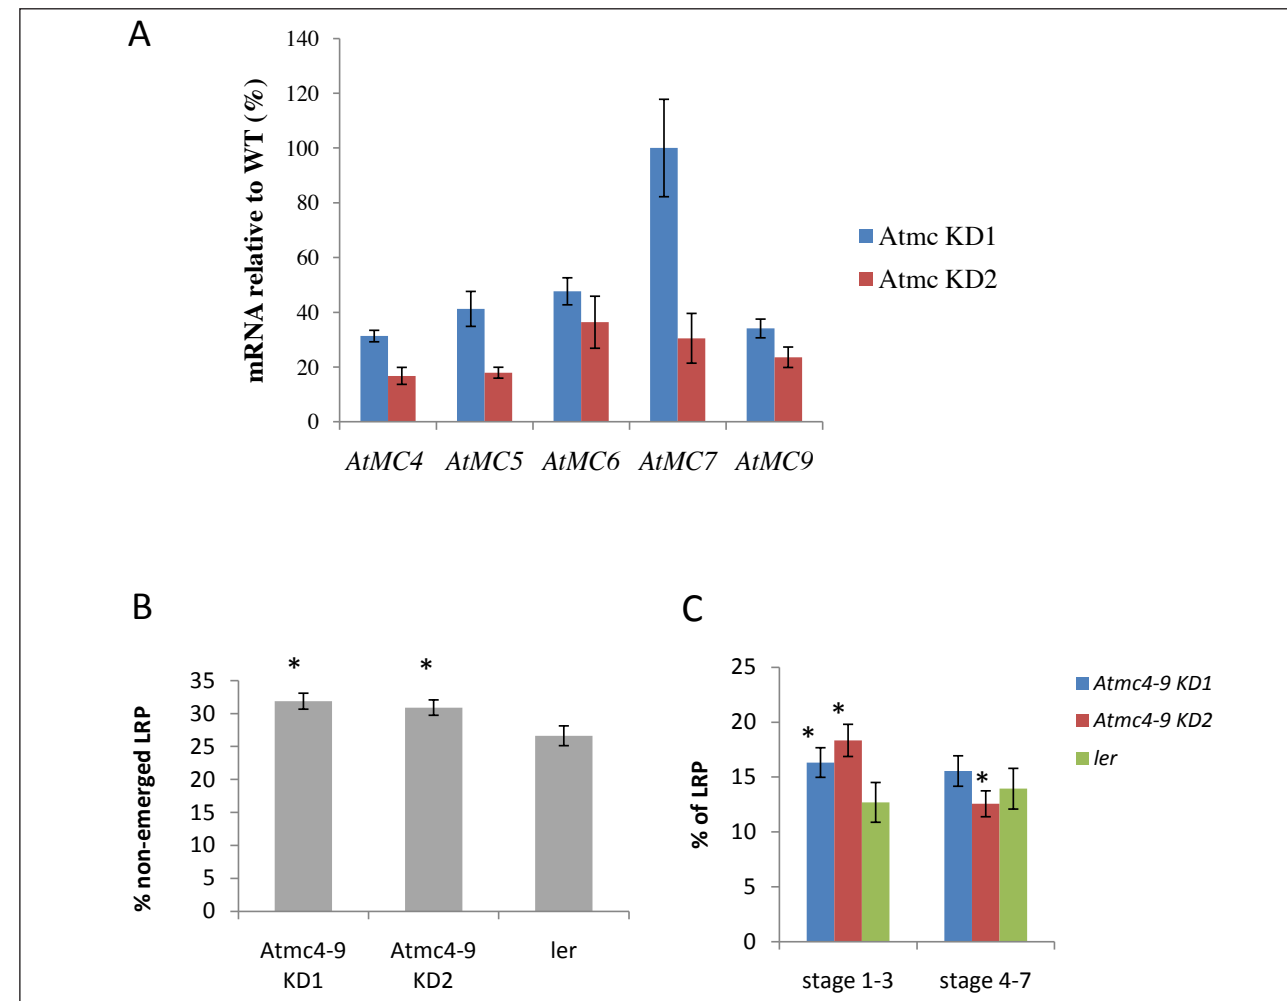 A
mRNA relative to WT (%)
140
120
100
80
60
40
20
0
AtMC4 AtMC5 AtMC6 AtMC7 AtMC9
Atmc KD1
Atmc KD2
B
% non-emerged LRP
35
30
25
20
15
10
5
0
* *
Atmc4-9 KD1
Atmc4-9 KD2
ler
C
% of LRP
25
20
15
10
5
0
* * *
stage 1-3 stage 4-7
Atmc4-9 KD1
Atmc4-9 KD2
ler